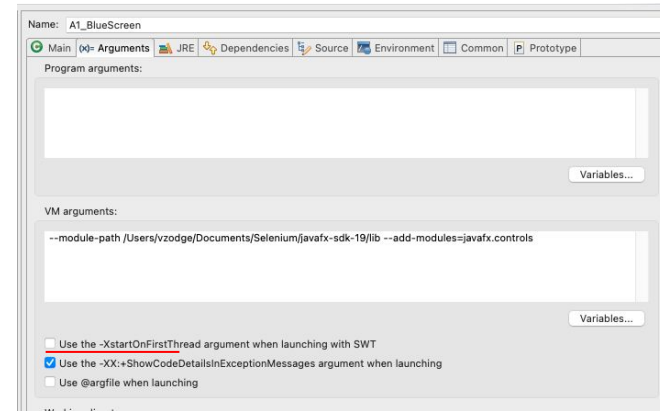 Name: A1_BlueScreen
Main (x)= Arguments JRE Dependencies Source Environment Common P Prototype
Program arguments:
Variables...
VM arguments:
--module-path /Users/vzodge/Documents/Selenium/javafx-sdk-19/lib --add-modules=javafx.controls
Variables...
Use the -XstartOnFirstThread argument when launching with SWT
Use the -XX:+ShowCodeDetailsInExceptionMessages argument when launching
Use @argfile when launching